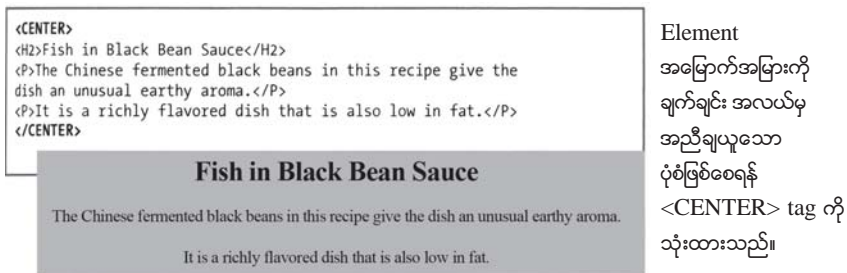 <CENTER>
<H2>Fish in Black Bean Sauce</H2>
<P>The Chinese fermented black beans in this recipe give the
dish an unusual earthy aroma.</P>
<P>It is a richly flavored dish that is also low in fat.</P>
</CENTER>
Fish in Black Bean Sauce
The Chinese fermented black beans in this recipe give the dish an unusual earthy aroma.
It is a richly flavored dish that is also low in fat.
Element
အမြောက်အမြားကို
ချက်ချင်း အလယ်မှ
အညီချယူသော
ပုံစံဖြစ်စေရန်
<CENTER> tag ကို
သုံးထားသည်။